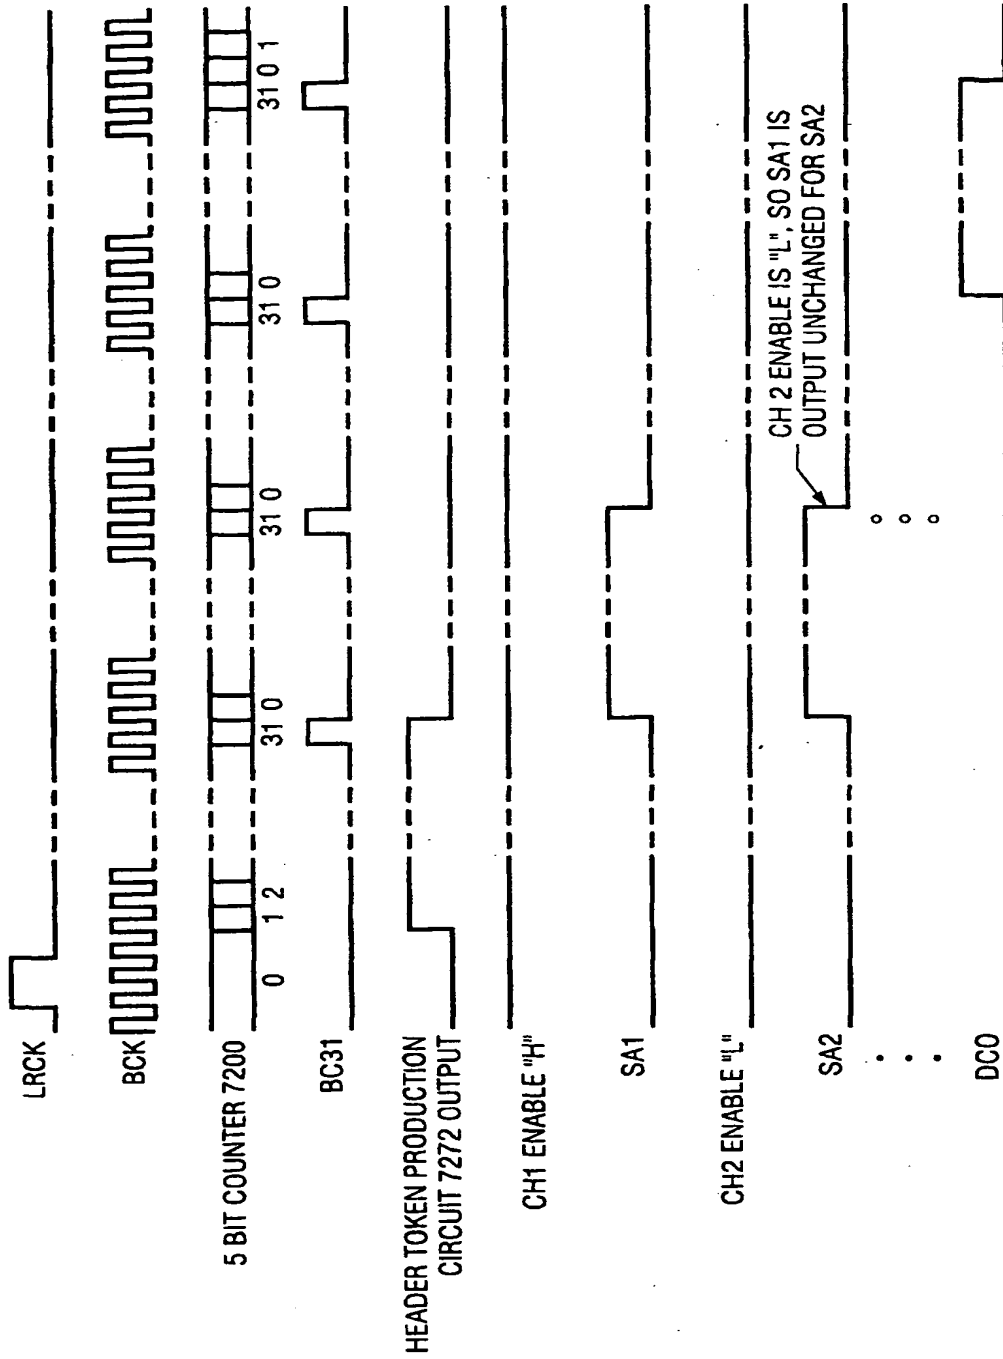 LRCK
BCK
5 BIT COUNTER 7200
0 1 2 31 0 31 0 31 0 31 0 1
BC31
HEADER TOKEN PRODUCTION
CIRCUIT 7272 OUTPUT
CH1 ENABLE "H"
SA1
CH2 ENABLE "L"
CH 2 ENABLE IS "L", SO SA1 IS
OUTPUT UNCHANGED FOR SA2
SA2
DCO